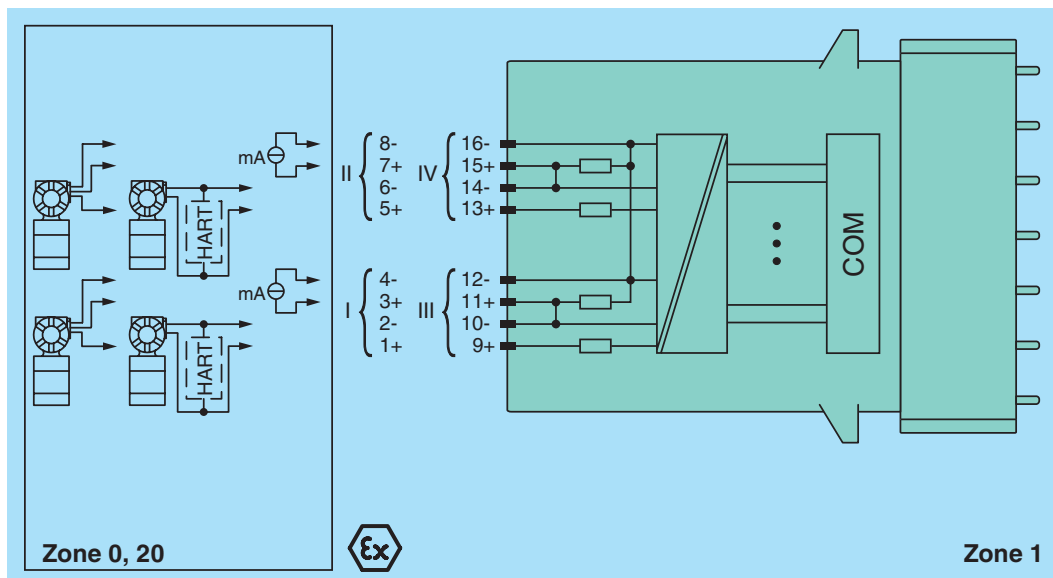 mA
II
8-
7+
6-
5+
IV
16-
15+
14-
13+
HART
COM
mA
I
4-
3+
2-
1+
III
12-
11+
10-
9+
HART
Zone 0, 20
Ex
Zone 1